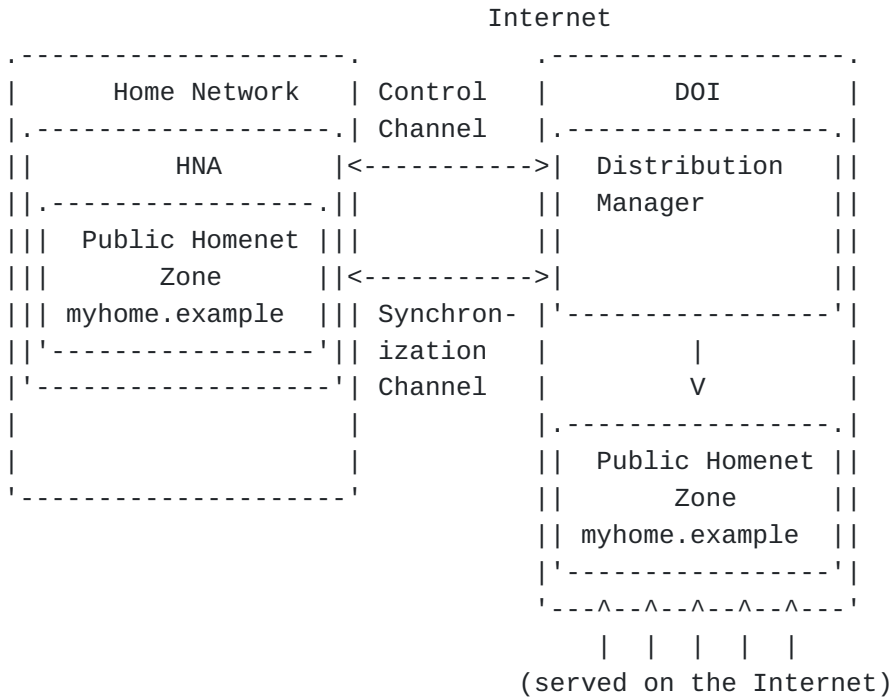 Internet
Home Network Control DOI
Channel
HNA Distribution
Manager
Public Homenet
Zone
myhome.example Synchron-
ization
Channel V
Public Homenet
Zone
myhome.example
(served on the Internet)